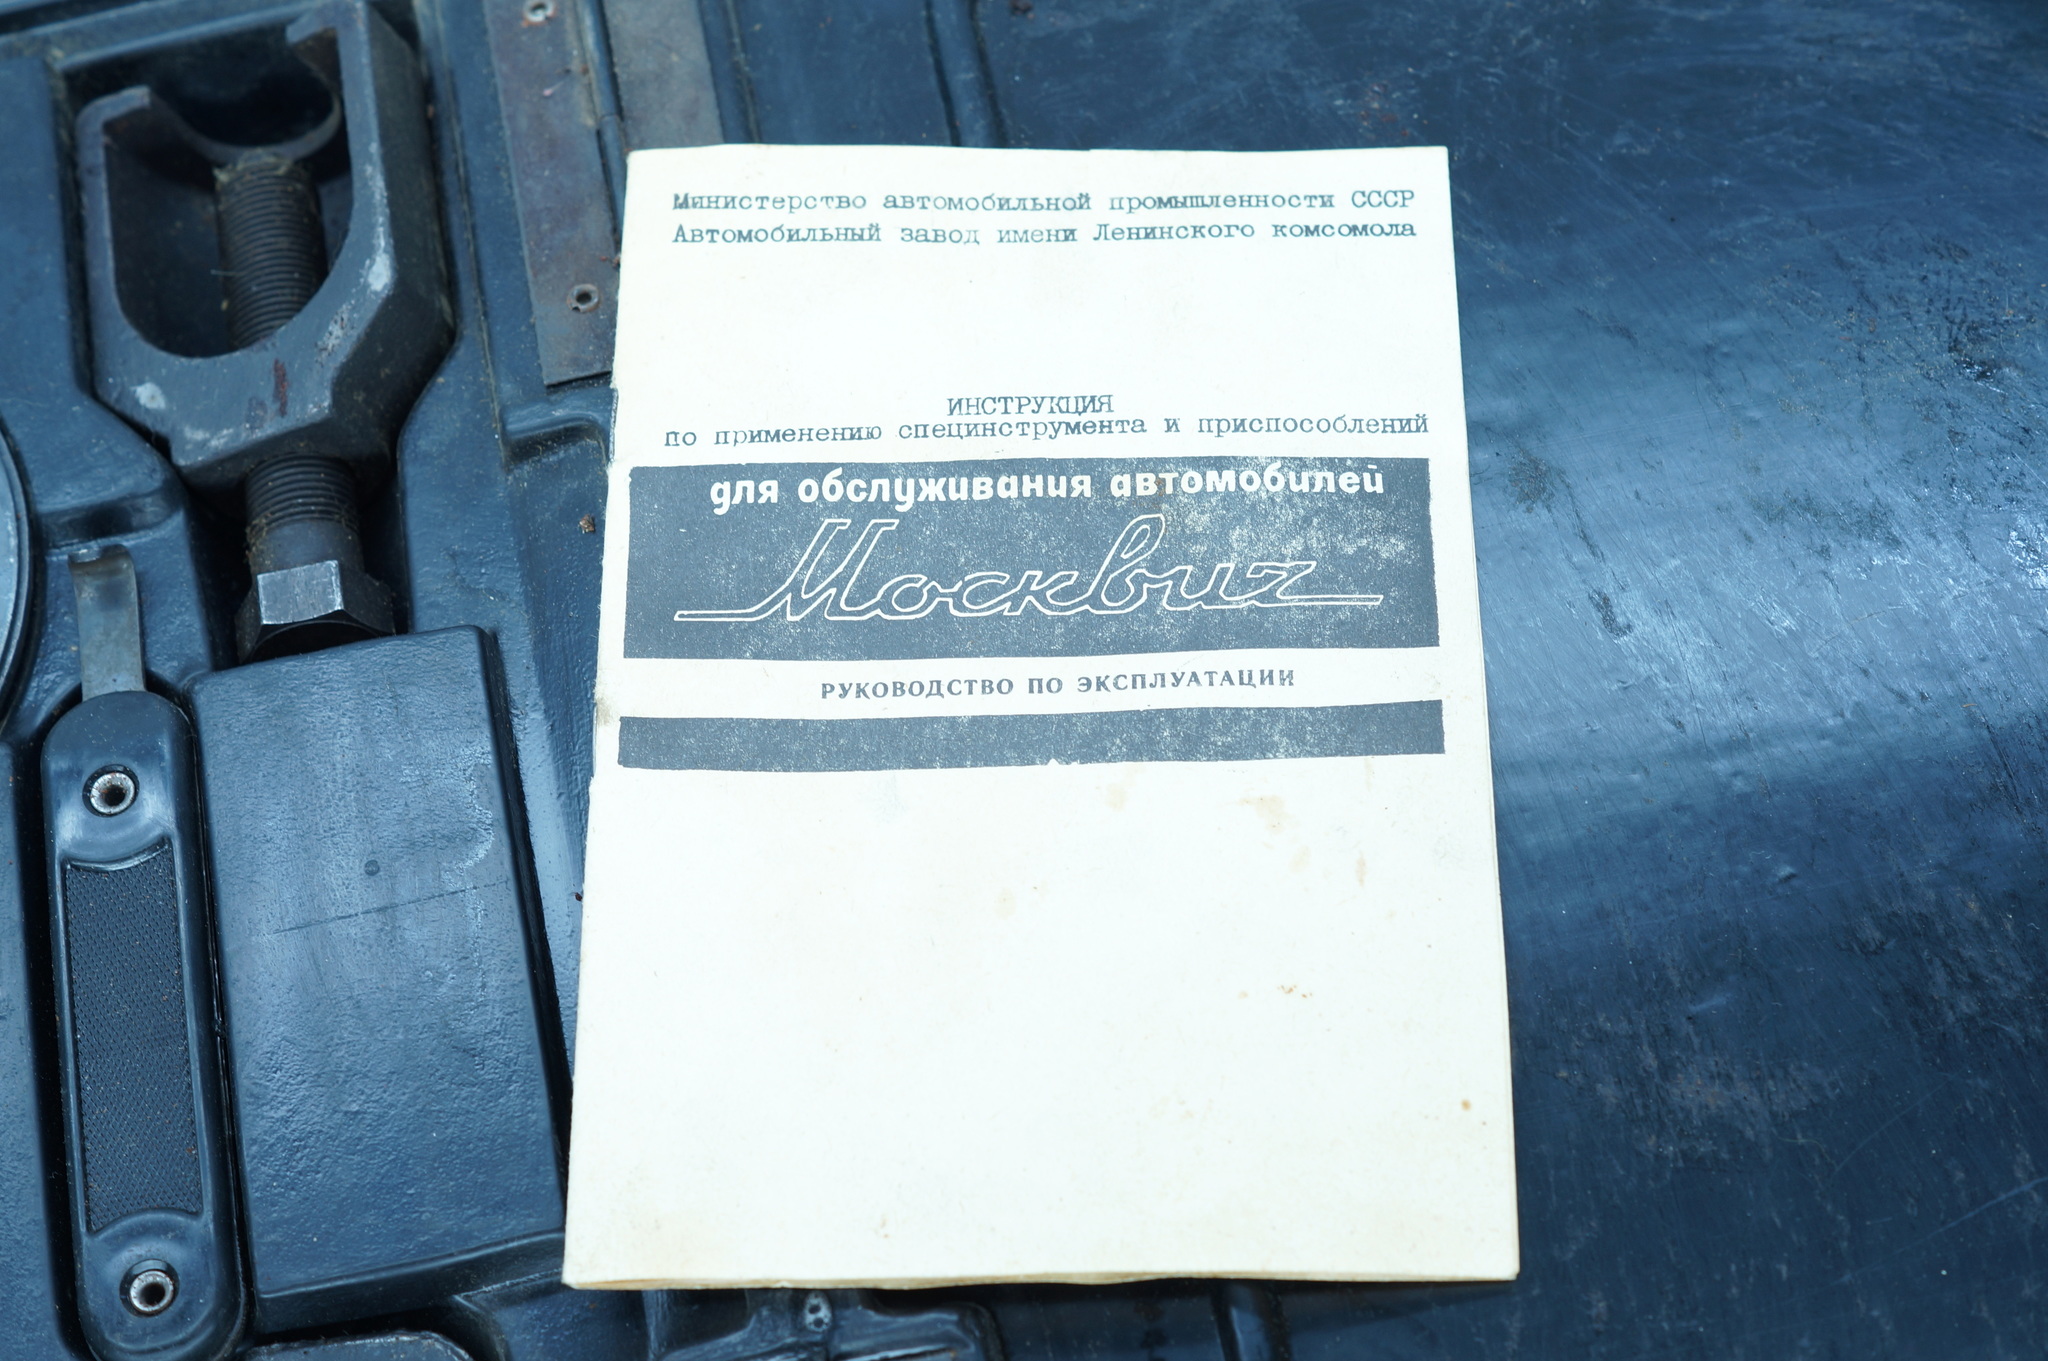 Министерство автомобильной промышленности СССР
Автомобильный завод имени Ленинского комсомола
ИНСТРУКЦИЯ
по применению специнструмента и приспособлений
для обслуживания автомобилей
Москвич
РУКОВОДСТВО ПО ЭКСПЛУАТАЦИИ